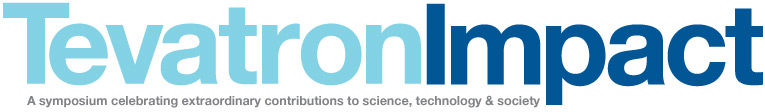 TevatronImpact
A symposium celebrating extraordinary contributions to science, technology & society